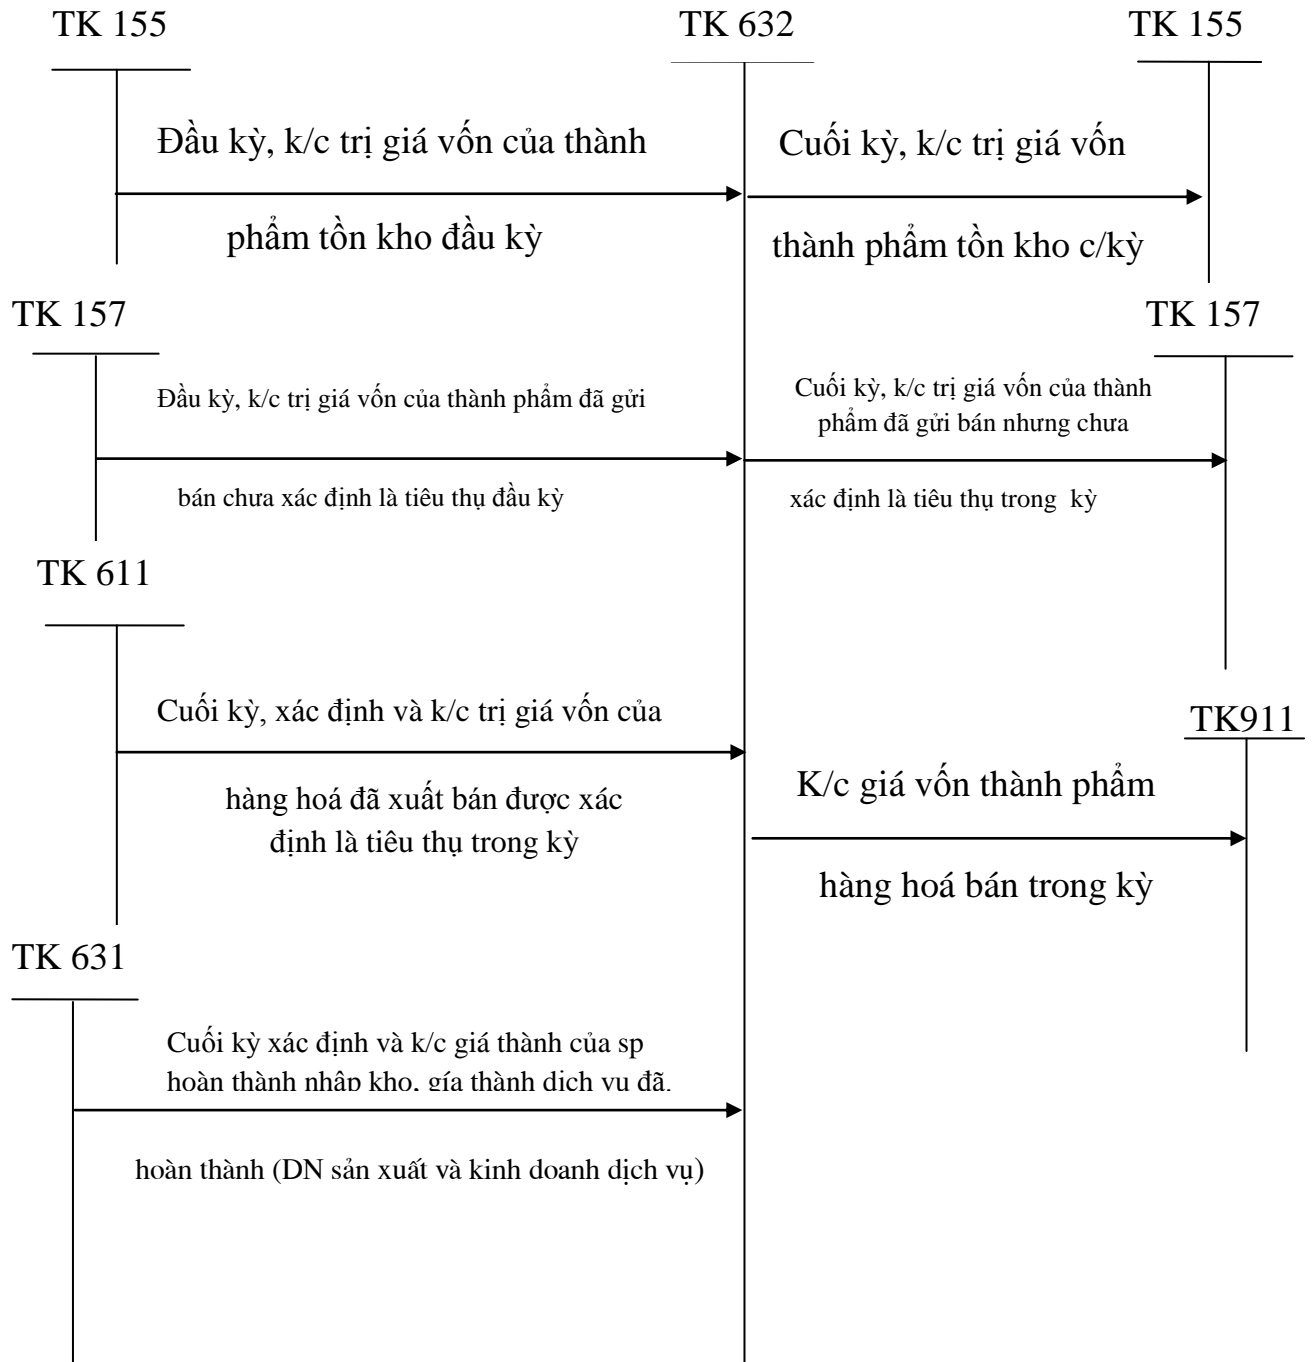 TK 155
TK 632
TK 155
Đầu kỳ, k/c trị giá vốn của thành
phẩm tồn kho đầu kỳ
Cuối kỳ, k/c trị giá vốn
thành phẩm tồn kho c/kỳ
TK 157
TK 157
Đầu kỳ, k/c trị giá vốn của thành phẩm đã gửi
bán chưa xác định là tiêu thụ đầu kỳ
Cuối kỳ, k/c trị giá vốn của thành
phẩm đã gửi bán nhưng chưa
xác định là tiêu thụ trong kỳ
TK 611
Cuối kỳ, xác định và k/c trị giá vốn của
hàng hoá đã xuất bán được xác
định là tiêu thụ trong kỳ
TK911
K/c giá vốn thành phẩm
hàng hoá bán trong kỳ
TK 631
Cuối kỳ xác định và k/c giá thành của sp
hoàn thành nhập kho, gía thành dịch vụ đã.
hoàn thành (DN sản xuất và kinh doanh dịch vụ)